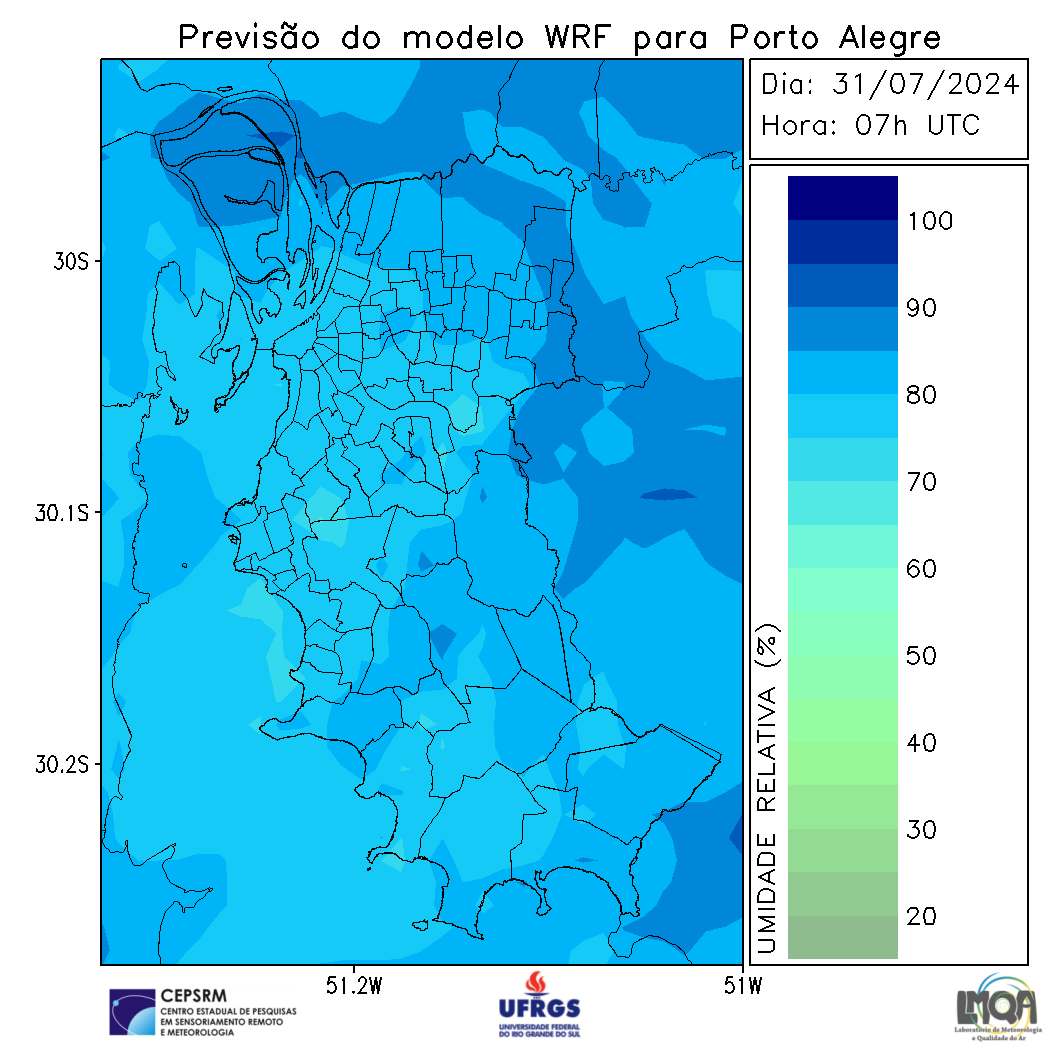 Previsão do modelo WRF para Porto Alegre
Dia: 31/07/2024
Hora: 07h UTC
30S
30.1S
30.2S
51.2W
51W
UMIDADE RELATIVA (%)
100
90
80
70
60
50
40
30
20
CEPSRM
CENTRO ESTADUAL DE PESQUISAS
EM SENSORIAMENTO REMOTO
E METEOROLOGIA
UFRGS
UNIVERSIDADE FEDERAL
DO RIO GRANDE DO SUL
LMQA
Laboratório de Meteorologia
e Qualidade do Ar